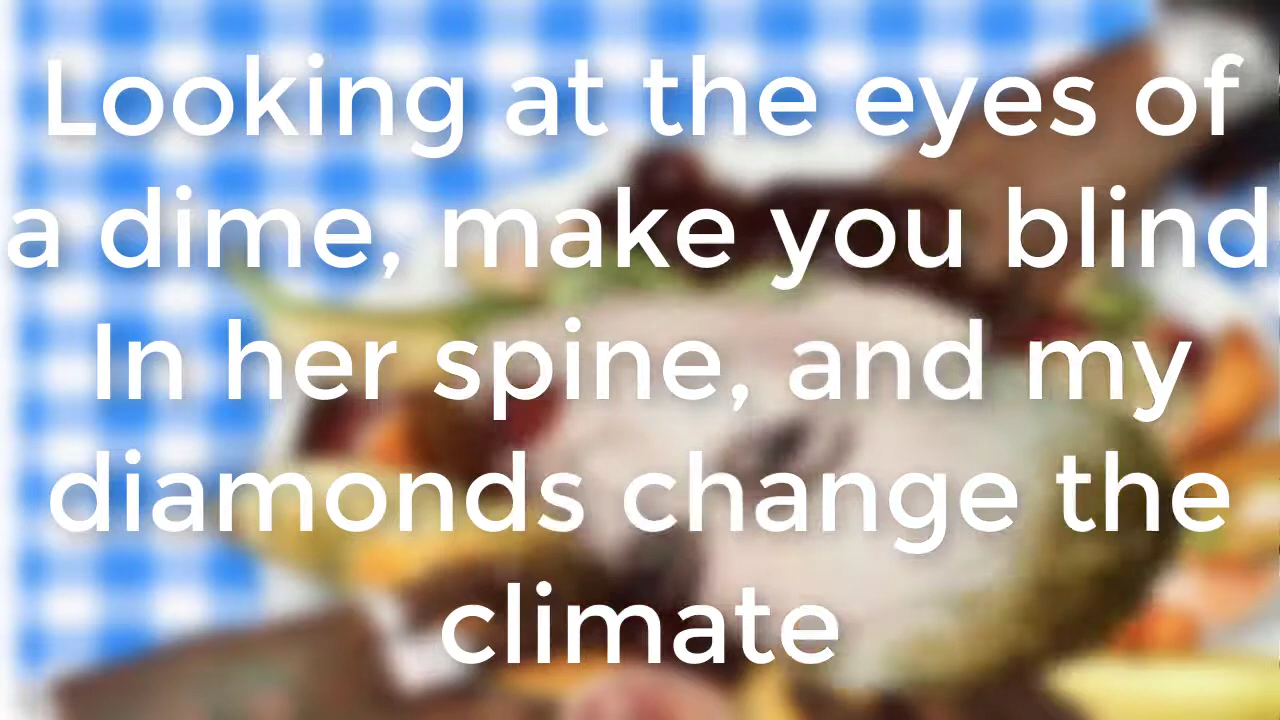 Looking at the eyes of
a dime, make you blind
In her spine, and my
diamonds change the
climate